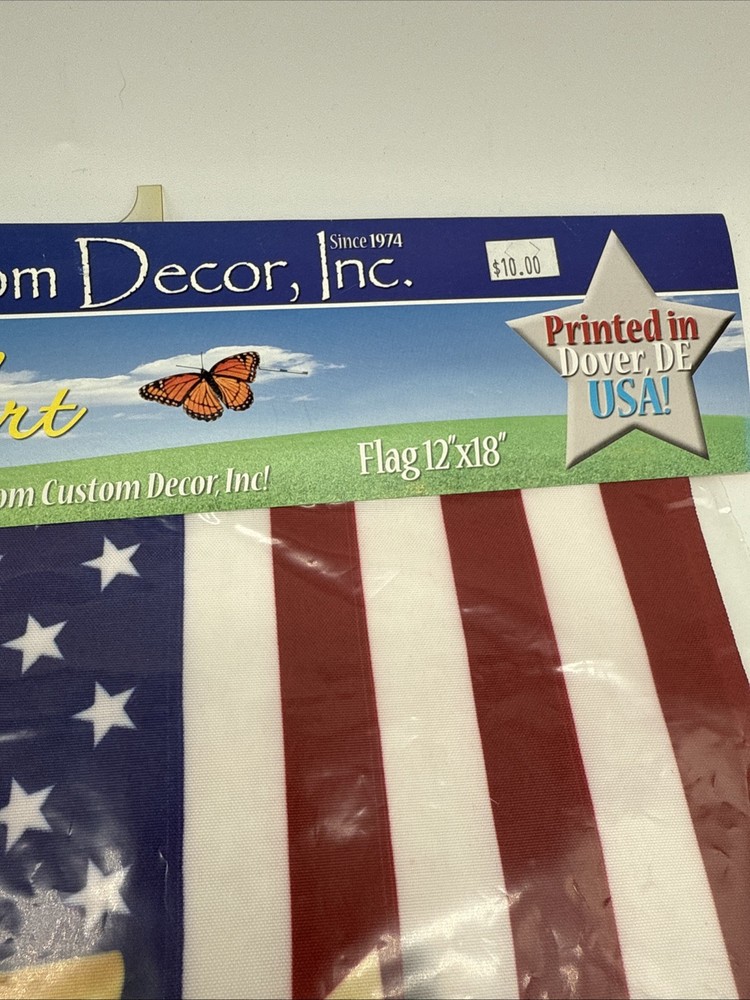 om Decor, Inc.
Since 1974
$10.00
rt
Printed in
Dover, DE
USA!
Flag 12"x18"
om Custom Decor, Inc!